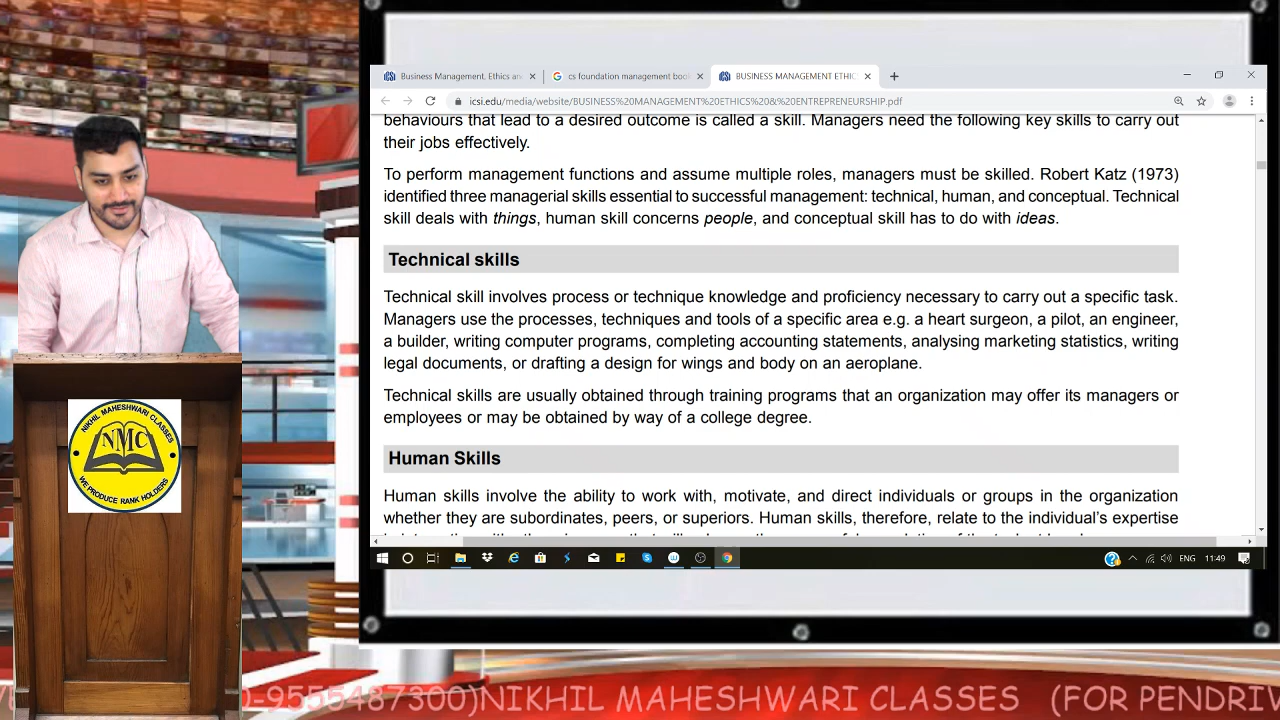 Business Management, Ethics an
cs foundation management boo
BUSINESS MANAGEMENT ETHIC
icsi.edu/media/website/BUSINESS%20MANAGEMENT%20ETHICS%20&%20ENTREPRENEURSHIP.pdf
behaviours that lead to a desired outcome is called a skill. Managers need the following key skills to carry out
their jobs effectively.
To perform management functions and assume multiple roles, managers must be skilled. Robert Katz (1973)
identified three managerial skills essential to successful management: technical, human, and conceptual. Technical
skill deals with things, human skill concerns people, and conceptual skill has to do with ideas.
Technical skills
Technical skill involves process or technique knowledge and proficiency necessary to carry out a specific task.
Managers use the processes, techniques and tools of a specific area e.g. a heart surgeon, a pilot, an engineer,
a builder, writing computer programs, completing accounting statements, analysing marketing statistics, writing
legal documents, or drafting a design for wings and body on an aeroplane.
Technical skills are usually obtained through training programs that an organization may offer its managers or
employees or may be obtained by way of a college degree.
Human Skills
Human skills involve the ability to work with, motivate, and direct individuals or groups in the organization
whether they are subordinates, peers, or superiors. Human skills, therefore, relate to the individual's expertise
ENG 11:49
NIKHIL MAHESHWARI CLASSES
NMC
WE PRODUCE RANK HOLDERS
0-9555487300)NIKHIL MAHESHWARI CLASSES (FOR PENDRIV